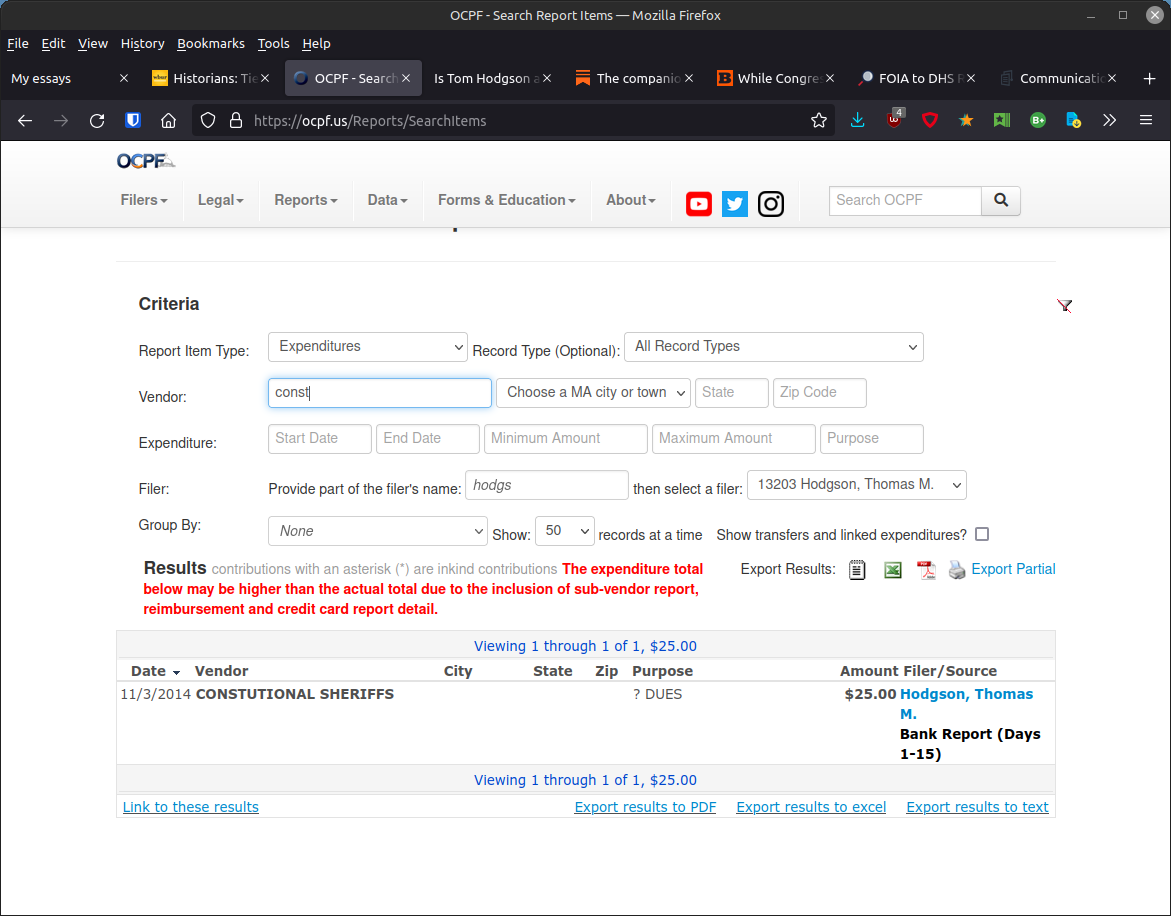 OCPF - Search Report Items — Mozilla Firefox
File Edit View History Bookmarks Tools Help
My essays
wbur Historians: Tie
OCPF - Search
Is Tom Hodgson a
The companio
While Congres
FOIA to DHS R
Communicatio
https://ocpf.us/Reports/SearchItems
4
B+
OCPF
Filers Legal Reports Data Forms & Education About Search OCPF
Criteria
Report Item Type: Expenditures Record Type (Optional): All Record Types
Vendor: const Choose a MA city or town State Zip Code
Expenditure: Start Date End Date Minimum Amount Maximum Amount Purpose
Filer: Provide part of the filer's name: hodgs then select a filer: 13203 Hodgson, Thomas M.
Group By: None Show: 50 records at a time Show transfers and linked expenditures?
Results contributions with an asterisk (*) are inkind contributions The expenditure total
below may be higher than the actual total due to the inclusion of sub-vendor report,
reimbursement and credit card report detail.
Export Results: Export Partial
Viewing 1 through 1 of 1, $25.00
Date Vendor City State Zip Purpose Amount Filer/Source
11/3/2014 CONSTUTIONAL SHERIFFS ? DUES $25.00 Hodgson, Thomas
M.
Bank Report (Days
1-15)
Viewing 1 through 1 of 1, $25.00
Link to these results Export results to PDF Export results to excel Export results to text